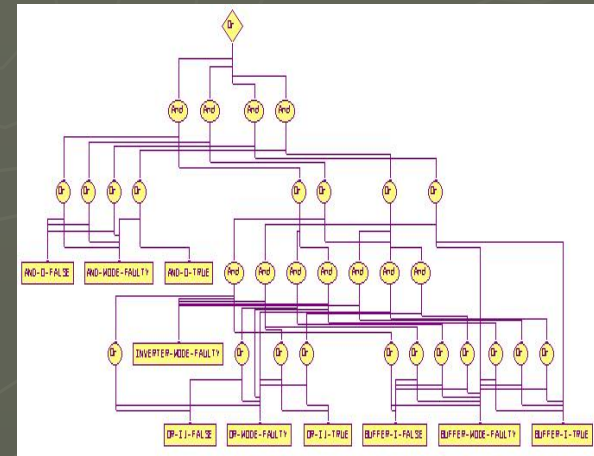 Or
And And And And
Or Or Or Or Or Or Or Or
AND-O-FALSE AND-MODE-FAULTY AND-O-TRUE And And And And And And And
Or INVERTER-MODE-FAULTY Or Or Or Or Or Or Or Or Or Or
OR-I1-FALSE OR-MODE-FAULTY OR-I1-TRUE BUFFER-I-FALSE BUFFER-MODE-FAULTY BUFFER-I-TRUE